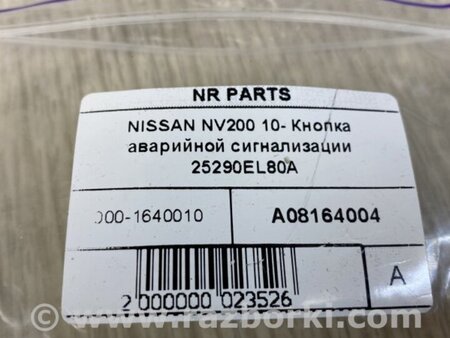 NR PARTS
NISSAN NV200 10- Кнопка
аварийной сигнализации
25290EL80A
000-1640010
A08164004
2 000000 023526
A
www.razborki.com